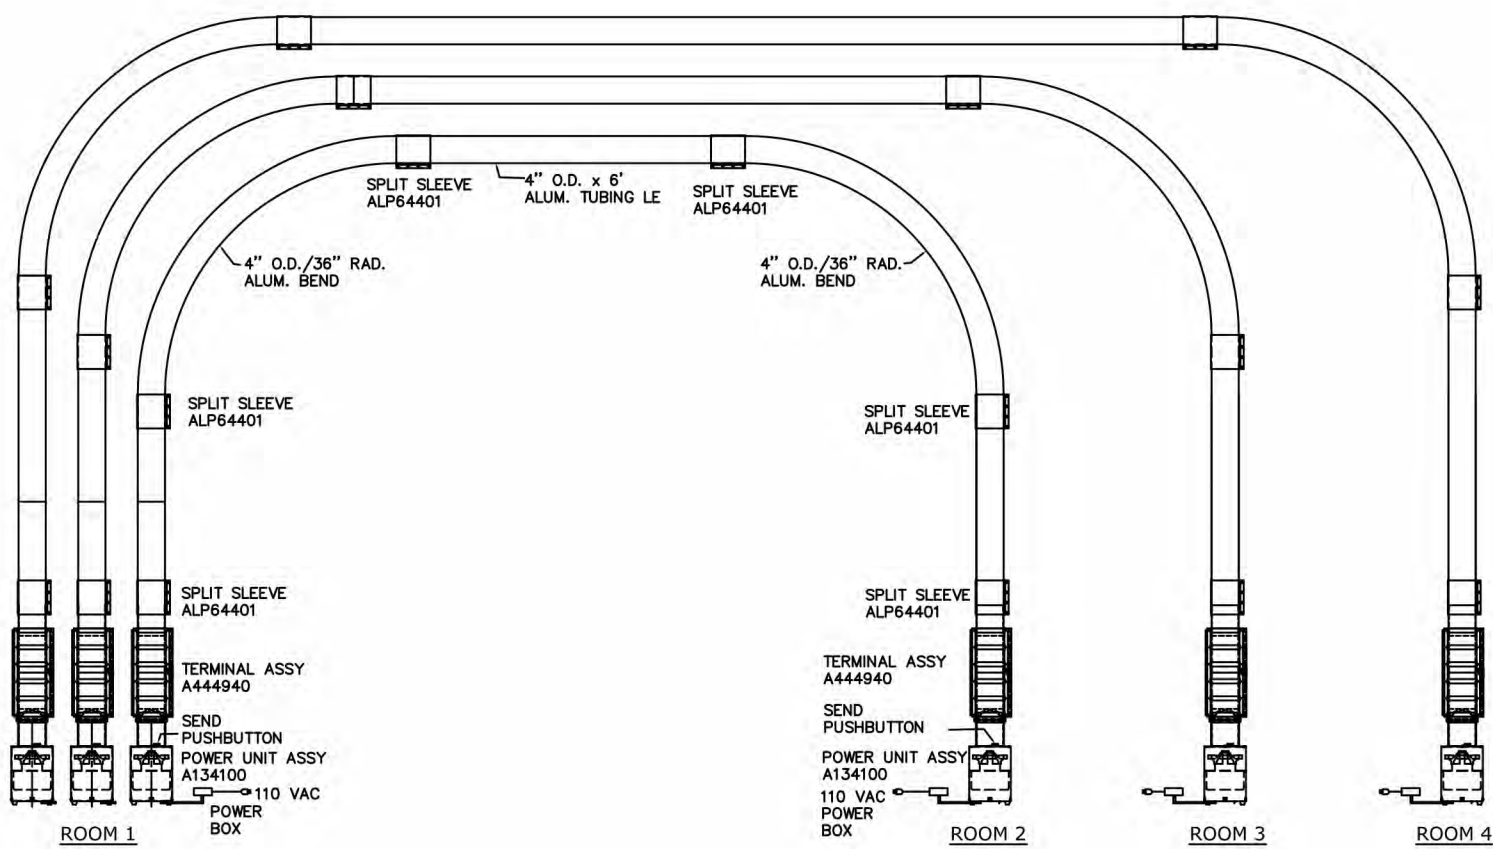 SPLIT SLEEVE
ALP64401
4" O.D. x 6'
ALUM. TUBING LE
SPLIT SLEEVE
ALP64401
4" O.D./36" RAD.
ALUM. BEND
4" O.D./36" RAD.
ALUM. BEND
SPLIT SLEEVE
ALP64401
SPLIT SLEEVE
ALP64401
SPLIT SLEEVE
ALP64401
SPLIT SLEEVE
ALP64401
TERMINAL ASSY
A444940
TERMINAL ASSY
A444940
SEND
PUSHBUTTON
POWER UNIT ASSY
A134100
110 VAC
POWER
BOX
SEND
PUSHBUTTON
POWER UNIT ASSY
A134100
110 VAC
POWER
BOX
ROOM 1
ROOM 2
ROOM 3
ROOM 4